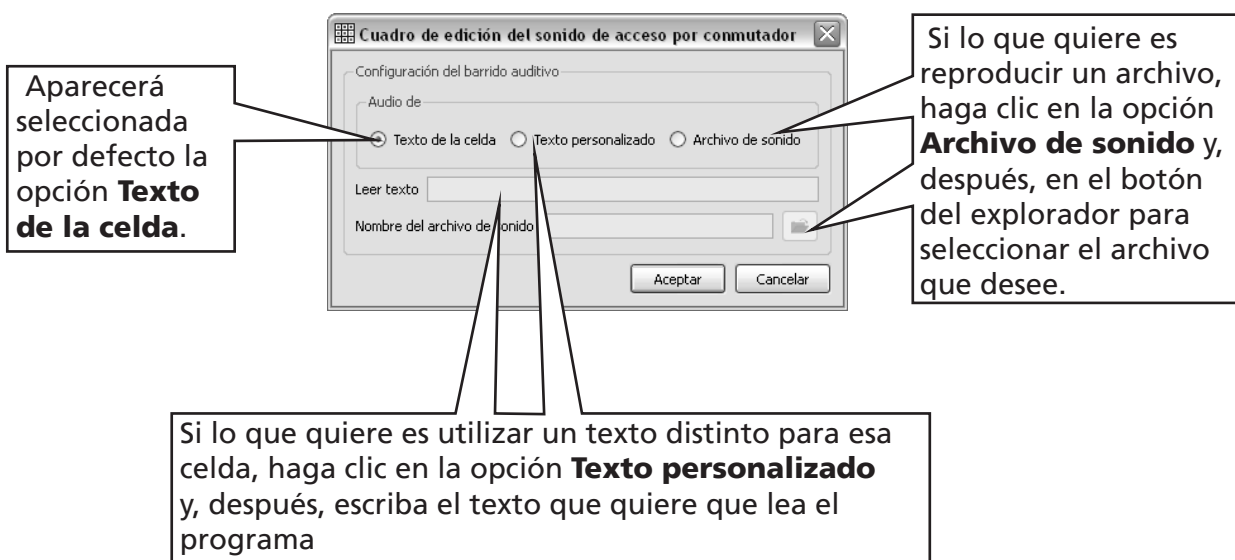 Cuadro de edición del sonido de acceso por conmutador
Configuración del barrido auditivo
Audio de
Texto de la celda
Texto personalizado
Archivo de sonido
Leer texto
Nombre del archivo de sonido
Aceptar
Cancelar
Aparecerá
seleccionada
por defecto la
opción Texto
de la celda.
Si lo que quiere es
reproducir un archivo,
haga clic en la opción
Archivo de sonido y,
después, en el botón
del explorador para
seleccionar el archivo
que desee.
Si lo que quiere es utilizar un texto distinto para esa
celda, haga clic en la opción Texto personalizado
y, después, escriba el texto que quiere que lea el
programa